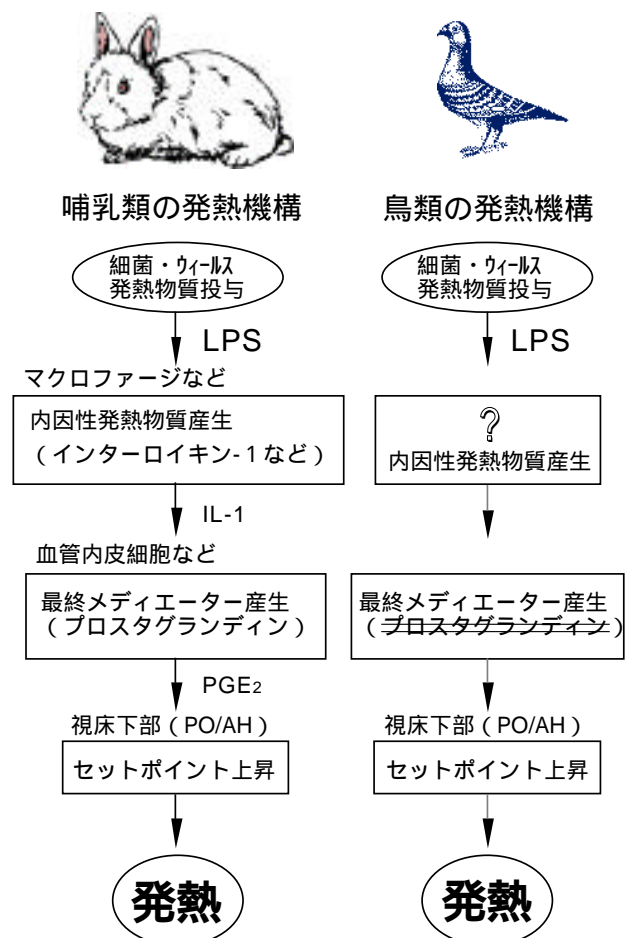 哺乳類の発熱機構
細菌・ウィールス
発熱物質投与
LPS
マクロファージなど
内因性発熱物質産生
(インターロイキン-1など)
IL-1
血管内皮細胞など
最終メディエーター産生
(プロスタグランディン)
PGE2
視床下部(PO/AH)
セットポイント上昇
発熱
鳥類の発熱機構
細菌・ウィールス
発熱物質投与
LPS
?
内因性発熱物質産生
最終メディエーター産生
(プロスタグランディン)
視床下部(PO/AH)
セットポイント上昇
発熱